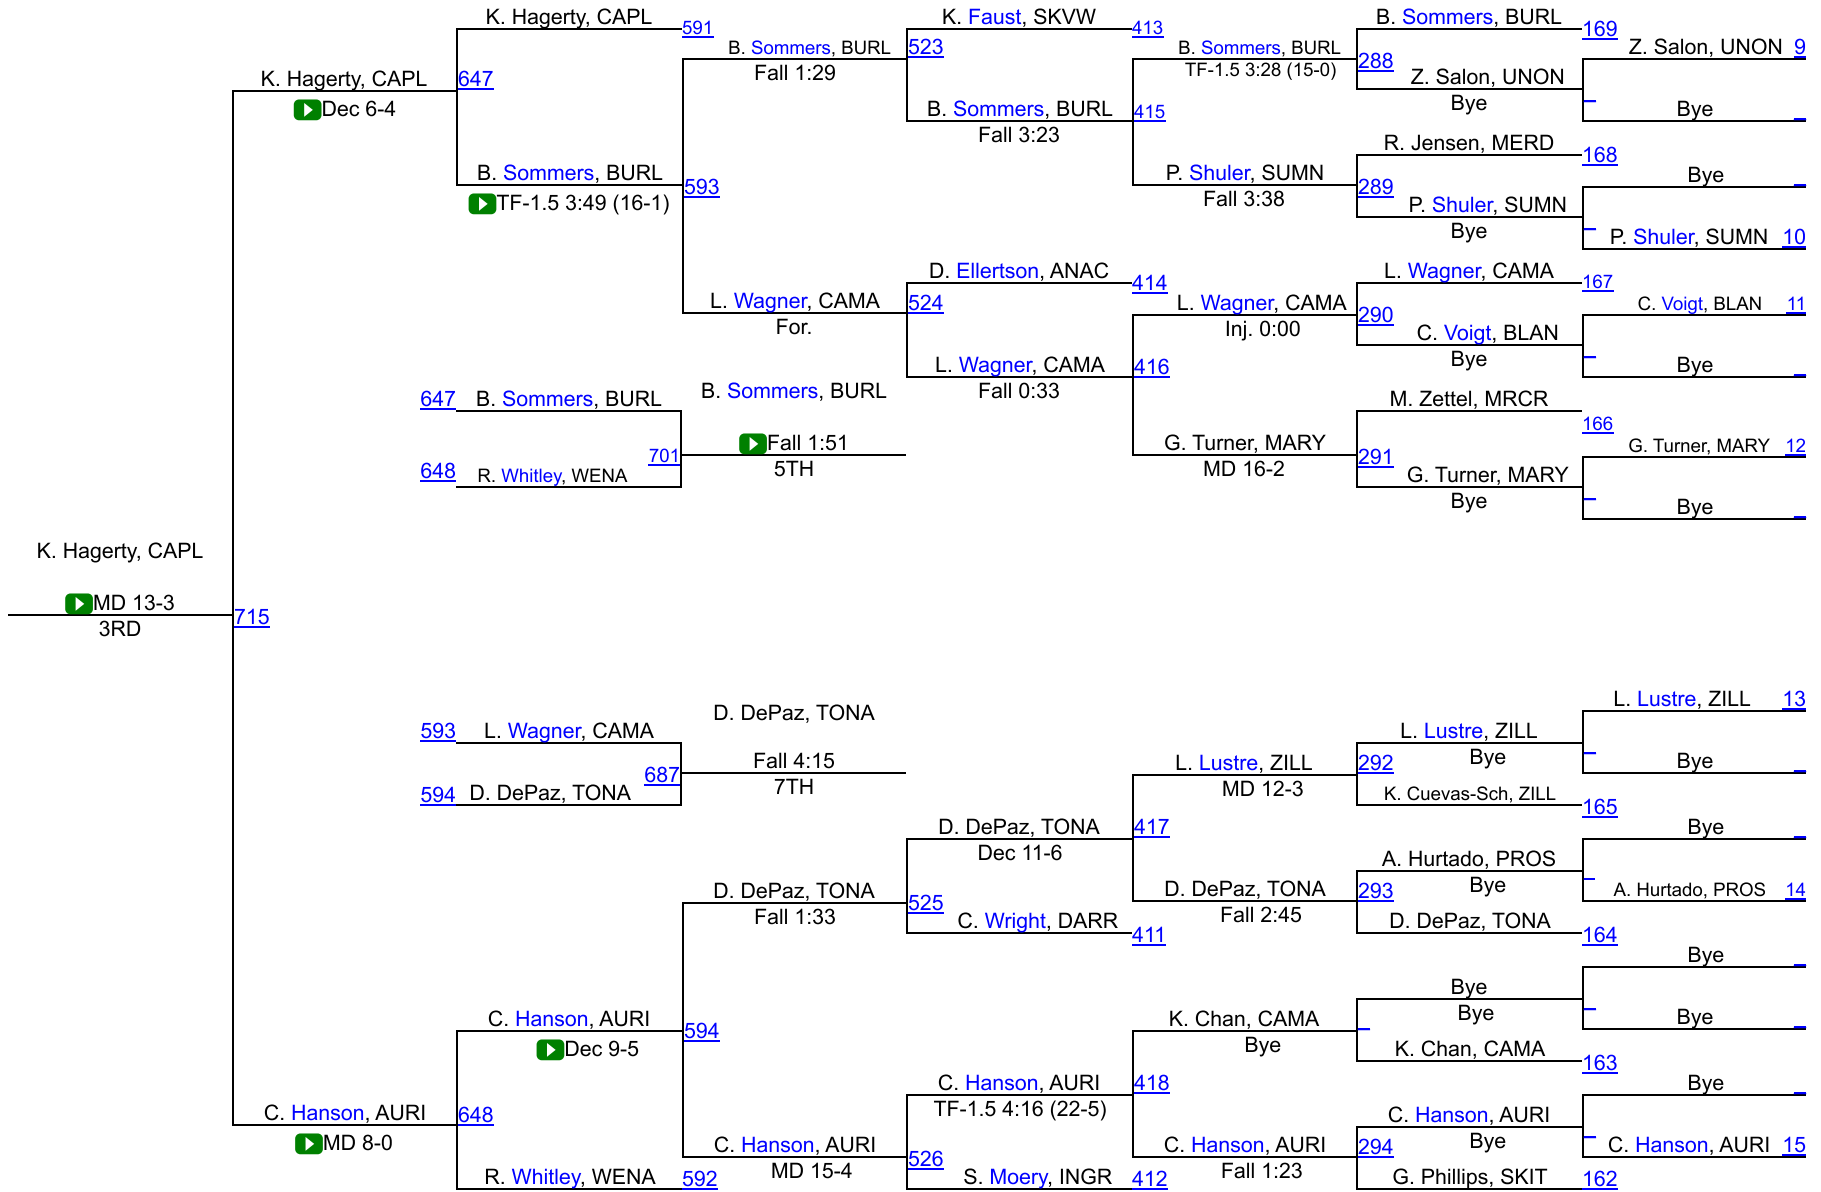 K. Hagerty, CAPL
591
K. Faust, SKVW
413
B. Sommers, BURL
169
B. Sommers, BURL
523
B. Sommers, BURL
Z. Salon, UNON 9
Fall 1:29
TF-1.5 3:28 (15-0)
288
K. Hagerty, CAPL
647
Z. Salon, UNON
Dec 6-4
B. Sommers, BURL
415
Bye
Bye
Fall 3:23
R. Jensen, MERD
168
B. Sommers, BURL
593
P. Shuler, SUMN
289
Bye
TF-1.5 3:49 (16-1)
Fall 3:38
P. Shuler, SUMN
Bye
P. Shuler, SUMN 10
D. Ellertson, ANAC
414
L. Wagner, CAMA
167
L. Wagner, CAMA
524
L. Wagner, CAMA
290
C. Voigt, BLAN 11
For.
Inj. 0:00
C. Voigt, BLAN
L. Wagner, CAMA
416
Bye
Bye
B. Sommers, BURL
Fall 0:33
647 B. Sommers, BURL
M. Zettel, MRCR
166
701
Fall 1:51
G. Turner, MARY
291
G. Turner, MARY 12
648 R. Whitley, WENA
5TH
MD 16-2
G. Turner, MARY
Bye
Bye
K. Hagerty, CAPL
MD 13-3
715
3RD
D. DePaz, TONA
L. Lustre, ZILL 13
593 L. Wagner, CAMA
L. Lustre, ZILL
Fall 4:15
L. Lustre, ZILL
292
Bye
Bye
594 D. DePaz, TONA
687
7TH
MD 12-3
K. Cuevas-Sch, ZILL
165
D. DePaz, TONA
417
Bye
Dec 11-6
A. Hurtado, PROS
D. DePaz, TONA
525
D. DePaz, TONA
293
Bye
A. Hurtado, PROS 14
Fall 1:33
Fall 2:45
C. Wright, DARR
411
D. DePaz, TONA
164
Bye
Bye
C. Hanson, AURI
594
K. Chan, CAMA
Bye
Bye
Dec 9-5
Bye
K. Chan, CAMA
163
C. Hanson, AURI
418
Bye
C. Hanson, AURI
648
TF-1.5 4:16 (22-5)
C. Hanson, AURI
MD 8-0
C. Hanson, AURI
526
C. Hanson, AURI
294
Bye
C. Hanson, AURI 15
MD 15-4
Fall 1:23
R. Whitley, WENA
592
S. Moery, INGR
412
G. Phillips, SKIT
162